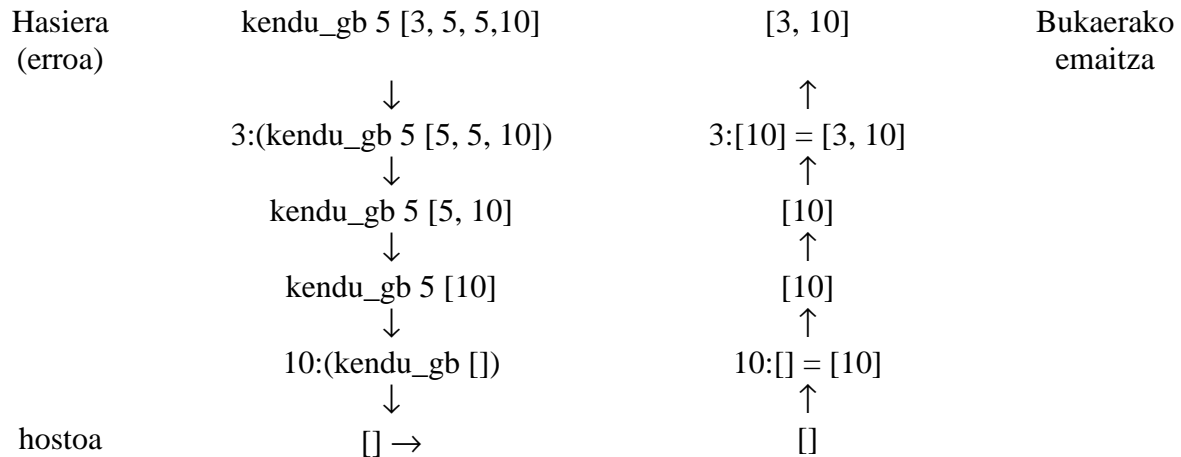 Hasiera kendu_gb 5 [3, 5, 5,10] [3, 10] Bukaerako
(erroa) emaitza
↓ ↑
3:(kendu_gb 5 [5, 5, 10]) 3:[10] = [3, 10]
↓ ↑
kendu_gb 5 [5, 10] [10]
↓ ↑
kendu_gb 5 [10] [10]
↓ ↑
10:(kendu_gb []) 10:[] = [10]
↓ ↑
hostoa [] → []